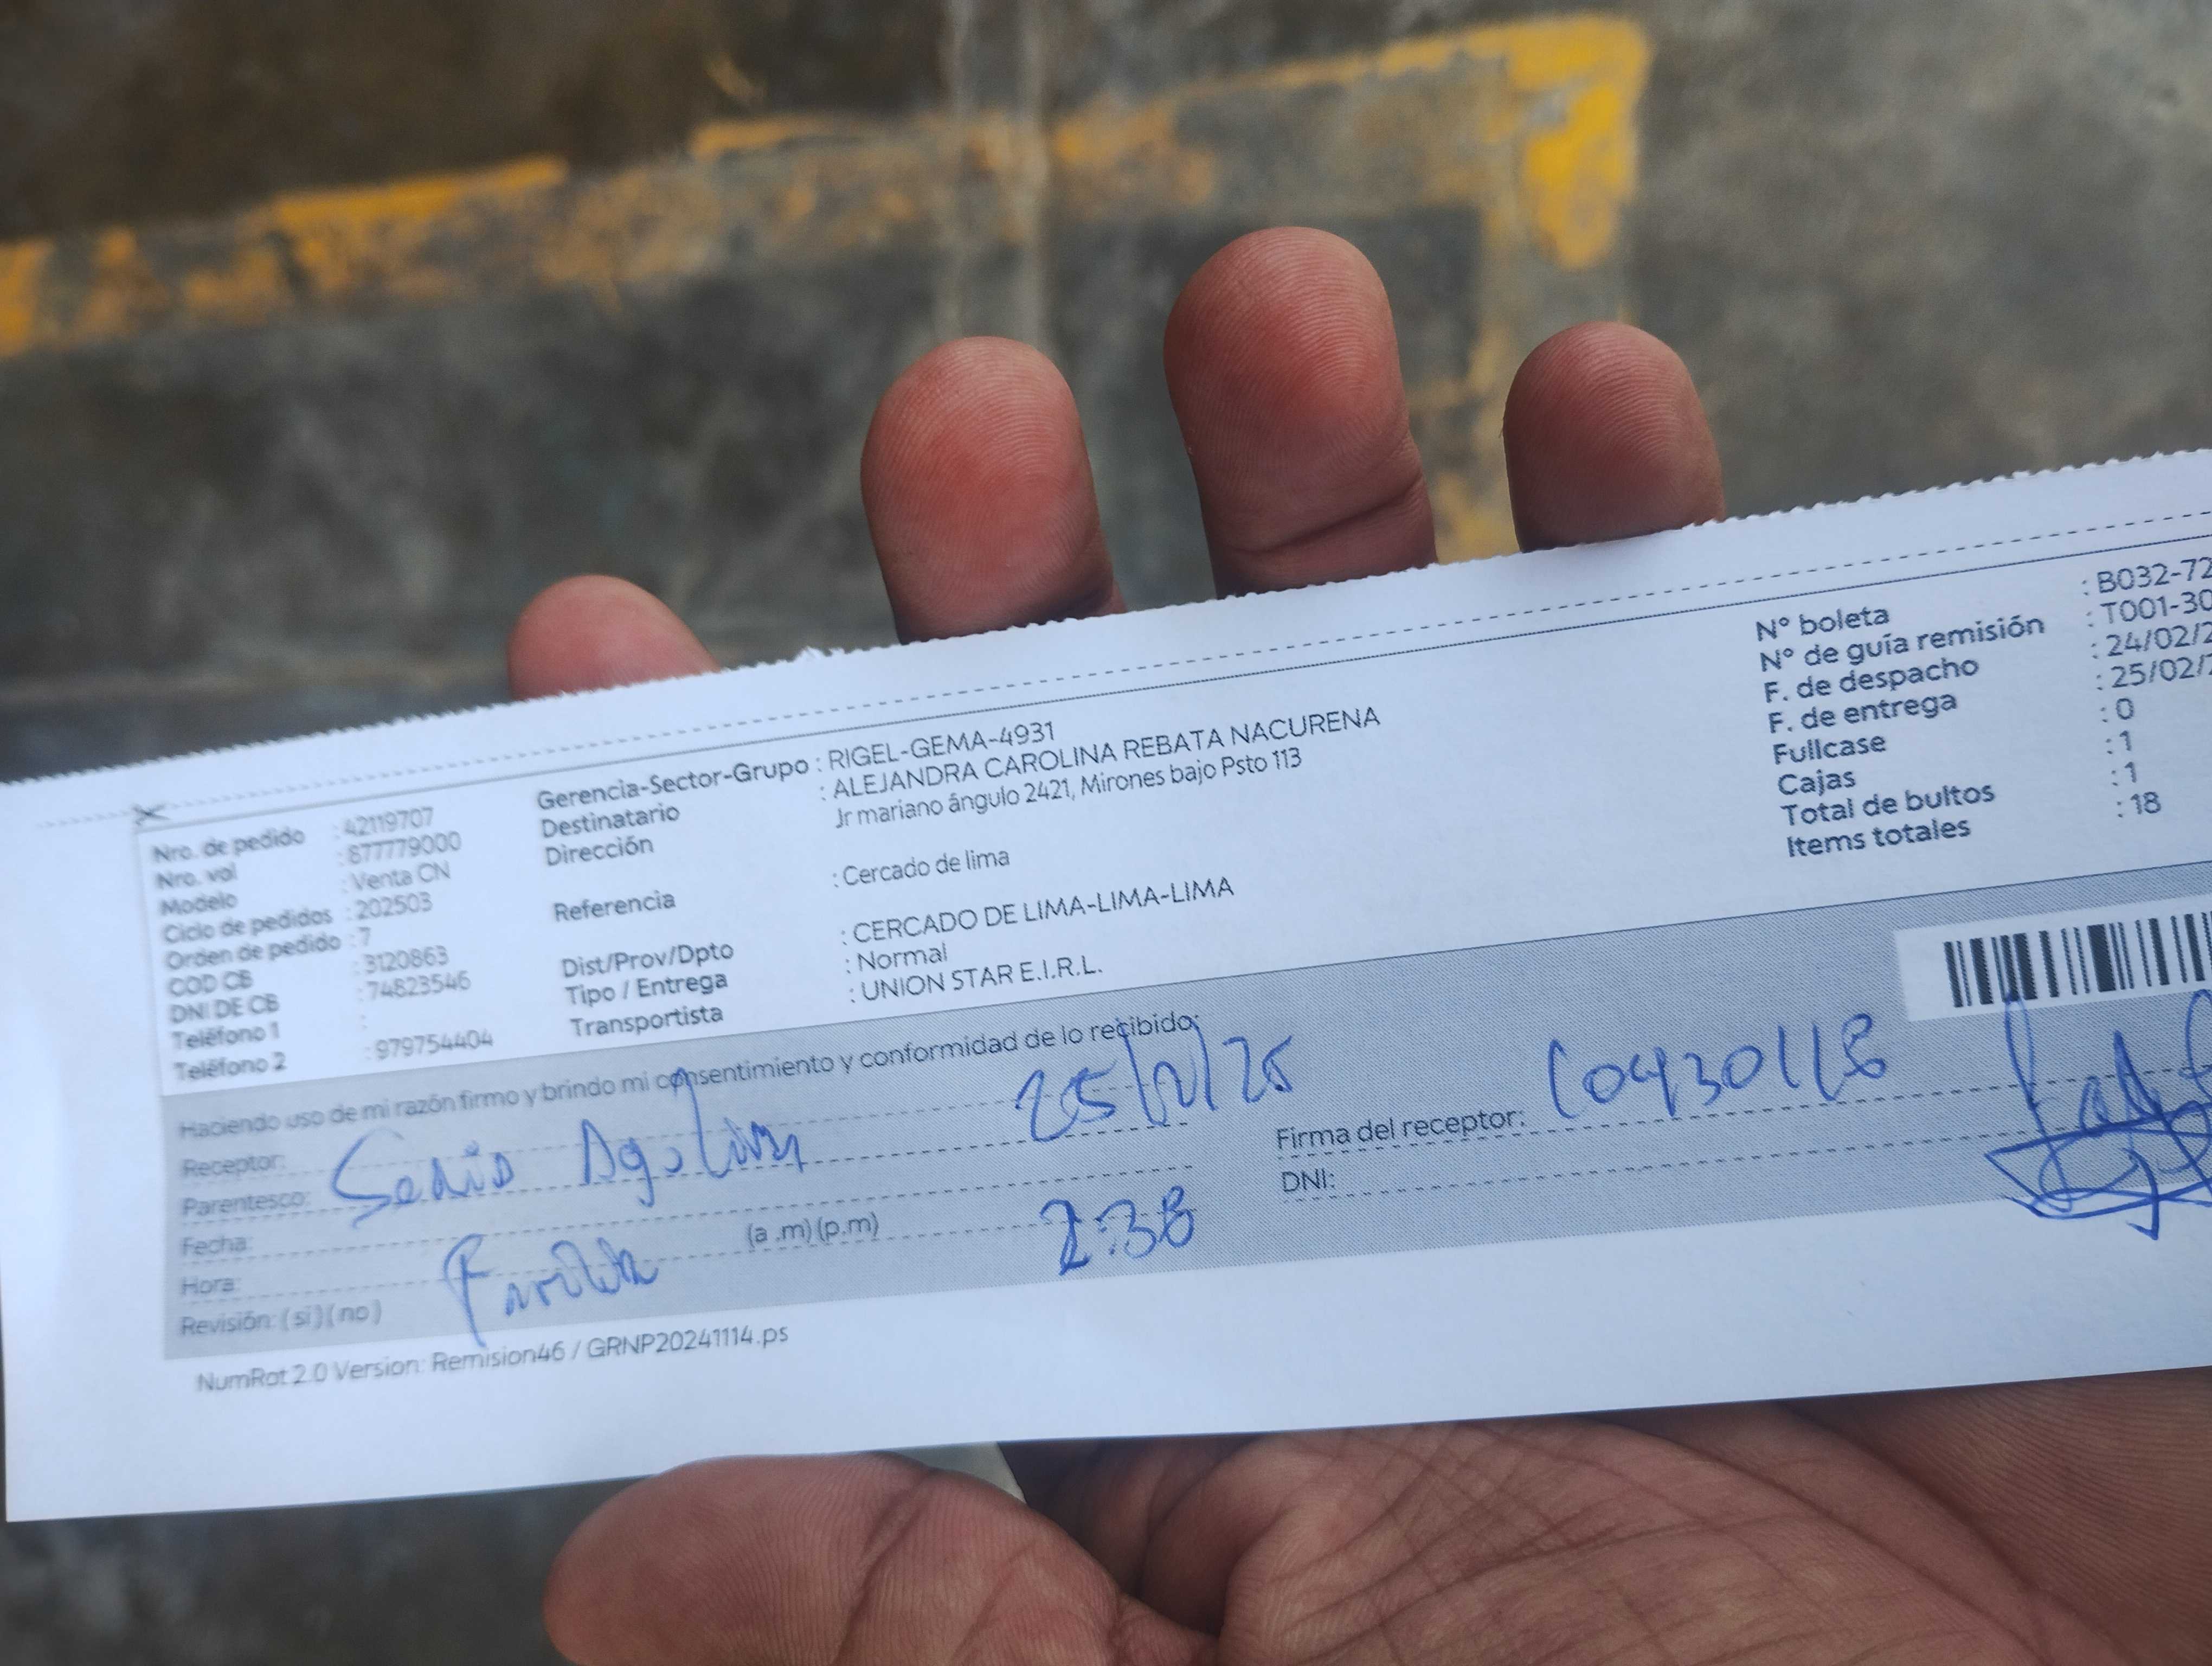 Nro. de pedido : 42119707
Nro. vol : 877779000
Modelo : Venta CN
Ciclo de pedidos : 202503
Orden de pedido : 7
COD CB : 3120863
DNI DE CB : 74823546
Teléfono 1 :
Teléfono 2 : 979754404
Gerencia-Sector-Grupo : RIGEL-GEMA-4931
Destinatario : ALEJANDRA CAROLINA REBATA NACURENA
Dirección Jr mariano ángulo 2421, Mirones bajo Psto 113
Referencia : Cercado de lima
Dist/Prov/Dpto : CERCADO DE LIMA-LIMA-LIMA
Tipo / Entrega : Normal
Transportista : UNION STAR E.I.R.L.
N° boleta : B032-72
N° de guía remisión : T001-30
F. de despacho : 24/02/2
F. de entrega : 25/02/2
Fullcase : 0
Cajas : 1
Total de bultos : 1
Items totales : 18
Haciendo uso de mi razón firmo y brindo mi consentimiento y conformidad de lo recibido:
Receptor:
Parentesco:
Fecha:
Hora: (a .m) (p.m) 2:38
Revisión: ( si ) ( no )
Firma del receptor: 10430118
DNI:
NumRat 2.0 Version: Remision46 / GRNP20241114.ps